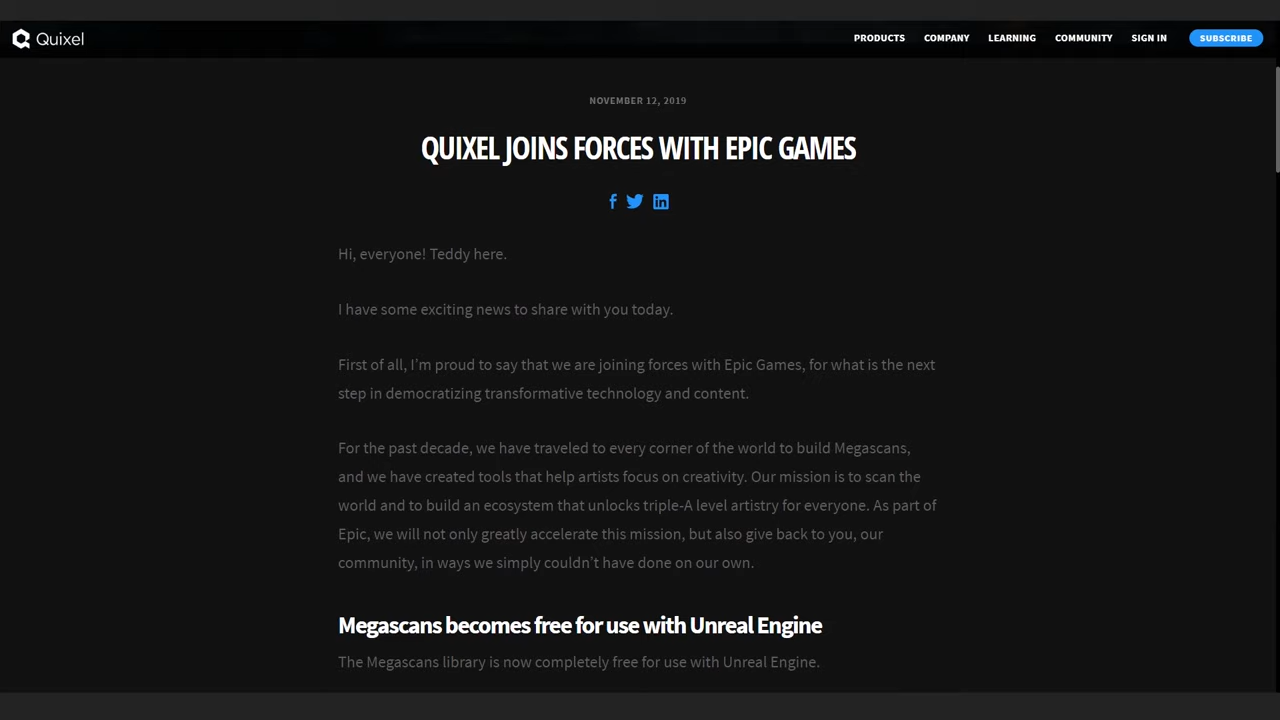 Quixel
PRODUCTS COMPANY LEARNING COMMUNITY SIGN IN SUBSCRIBE
NOVEMBER 12, 2019
QUIXEL JOINS FORCES WITH EPIC GAMES
Hi, everyone! Teddy here.
I have some exciting news to share with you today.
First of all, I'm proud to say that we are joining forces with Epic Games, for what is the next
step in democratizing transformative technology and content.
For the past decade, we have traveled to every corner of the world to build Megascans,
and we have created tools that help artists focus on creativity. Our mission is to scan the
world and to build an ecosystem that unlocks triple-A level artistry for everyone. As part of
Epic, we will not only greatly accelerate this mission, but also give back to you, our
community, in ways we simply couldn't have done on our own.
Megascans becomes free for use with Unreal Engine
The Megascans library is now completely free for use with Unreal Engine.